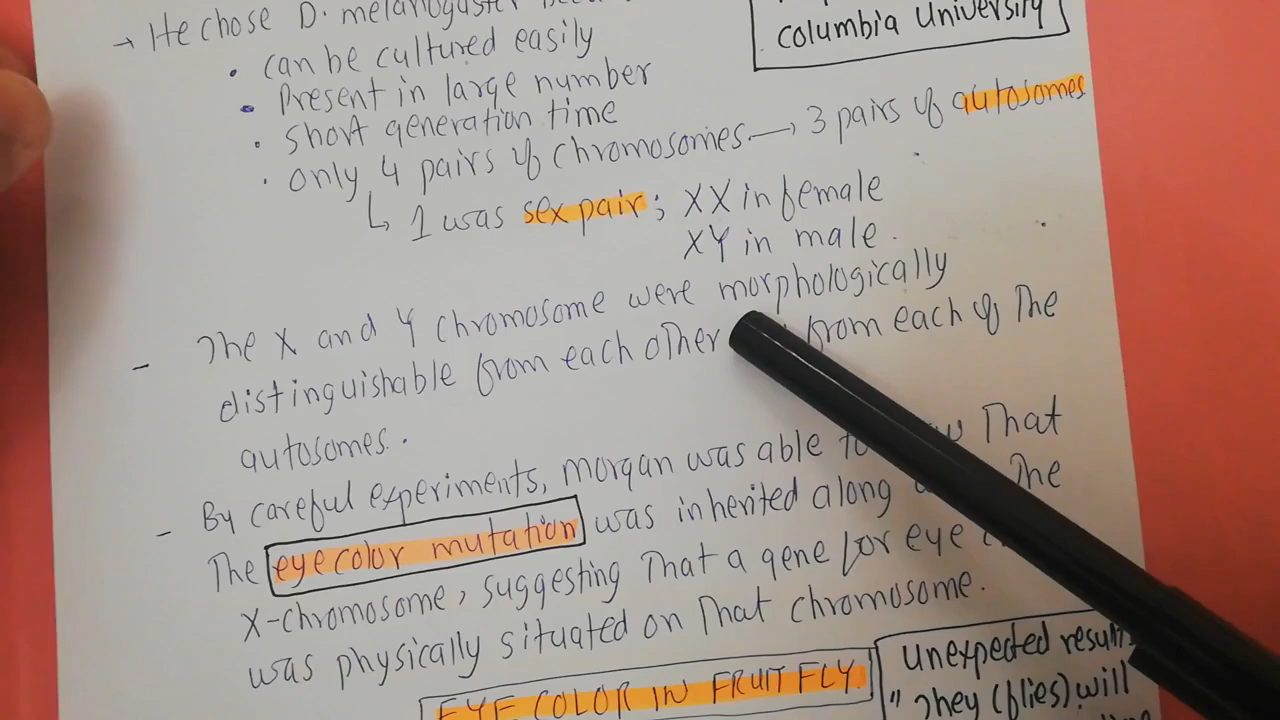 → He chose D. melanogaster
columbia University
• can be cultured easily
• Present in large number
• short generation time
• only 4 pairs of chromosomes → 3 pairs of autosomes
↳ 1 was sex pair; XX in female
XY in male.
- The X and Y chromosome were morphologically
distinguishable from each other from each of The
autosomes.
- By careful experiments, morgan was able That
The eye color mutation was inherited along The
X-chromosome, suggesting That a gene for eye
was physically situated on That chromosome.
EYE COLOR IN FRUIT FLY.
unexpected results
" They (flies) will